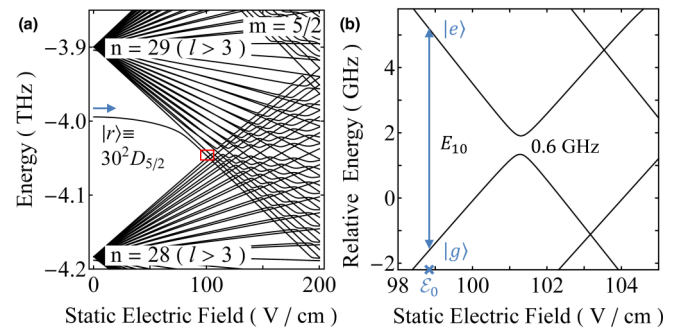 (a)
m = 5/2
−3.9
n = 29 ( l > 3 )
−4.0
|r⟩≡
30²D₅/₂
−4.1
n = 28 ( l > 3 )
−4.2
Energy ( THz )
0
100
200
Static Electric Field ( V / cm )
(b)
|e⟩
4
2
E₁₀
0.6 GHz
0
|g⟩
−2
Relative Energy ( GHz )
98
ℰ₀
100
102
104
Static Electric Field ( V / cm )